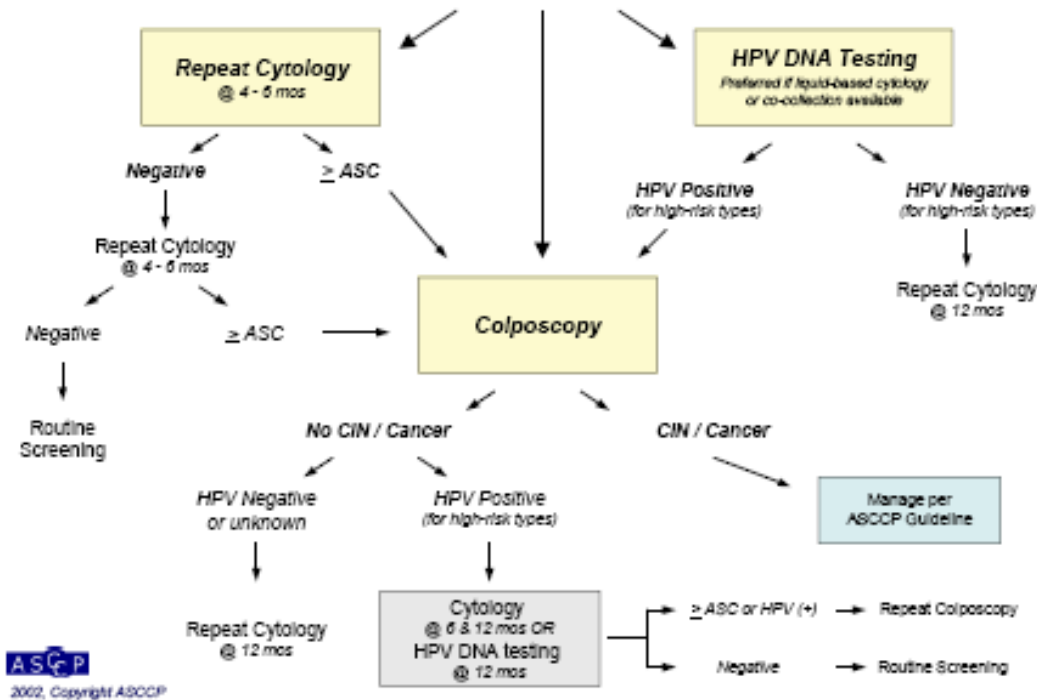 Repeat Cytology
@ 4 - 6 mos
HPV DNA Testing
Preferred if liquid-based cytology
or co-collection available
Negative
≥ ASC
HPV Positive
(for high-risk types)
HPV Negative
(for high-risk types)
Repeat Cytology
@ 4 - 6 mos
Repeat Cytology
@ 12 mos
Negative
≥ ASC
Colposcopy
Routine
Screening
No CIN / Cancer
CIN / Cancer
HPV Negative
or unknown
HPV Positive
(for high-risk types)
Manage per
ASCCP Guideline
Repeat Cytology
@ 12 mos
Cytology
@ 6 & 12 mos OR
HPV DNA testing
@ 12 mos
≥ ASC or HPV (+)
Repeat Colposcopy
Negative
Routine Screening
ASCCP
2002, Copyright ASCCP